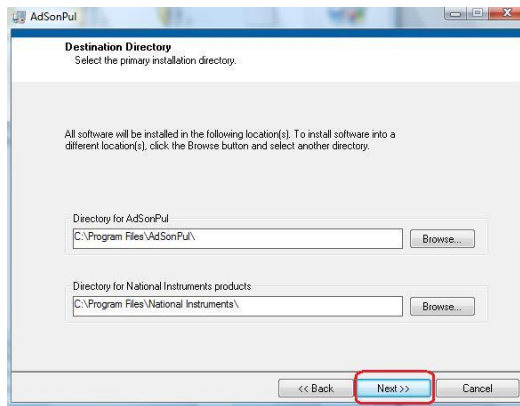 AdSonPul
Destination Directory
Select the primary installation directory.
All software will be installed in the following location(s). To install software into a
different location(s), click the Browse button and select another directory.
Directory for AdSonPul
C:\Program Files\AdSonPul\
Browse...
Directory for National Instruments products
C:\Program Files\National Instruments\
Browse...
<< Back
Next >>
Cancel